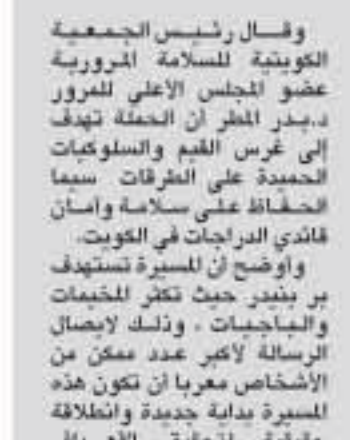 وقال رئيس الجمعية
الكويتية للسلامة المرورية
عضو المجلس الأعلى للمرور
د.بدر المطر أن الحملة تهدف
إلى غرس القيم والسلوكيات
الحميدة على الطرقات سيما
الحفاظ على سلامة وأمان
قائدي الدراجات في الكويت.
وأوضح أن المسيرة تستهدف
بر بنيدر حيث تكثر المخيمات
والباجيات ، وذلك لايصال
الرسالة لأكبر عدد ممكن من
الأشخاص معربا أن تكون هذه
المسيرة بداية جديدة وانطلاقة